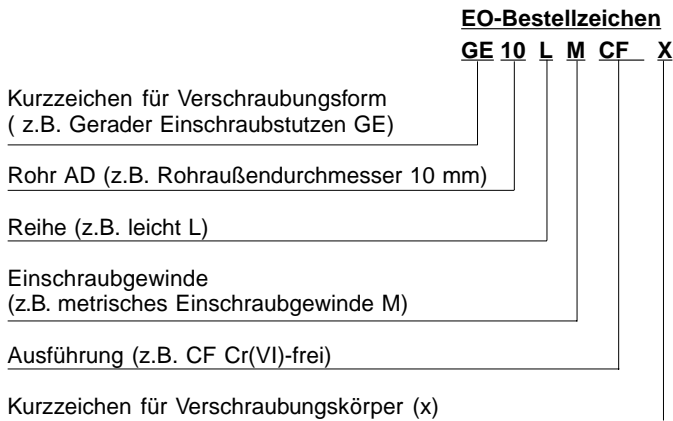 EO-Bestellzeichen
GE 10 L M CF X
Kurzzeichen für Verschraubungsform
( z.B. Gerader Einschraubstutzen GE)
Rohr AD (z.B. Rohraußendurchmesser 10 mm)
Reihe (z.B. leicht L)
Einschraubgewinde
(z.B. metrisches Einschraubgewinde M)
Ausführung (z.B. CF Cr(VI)-frei)
Kurzzeichen für Verschraubungskörper (x)